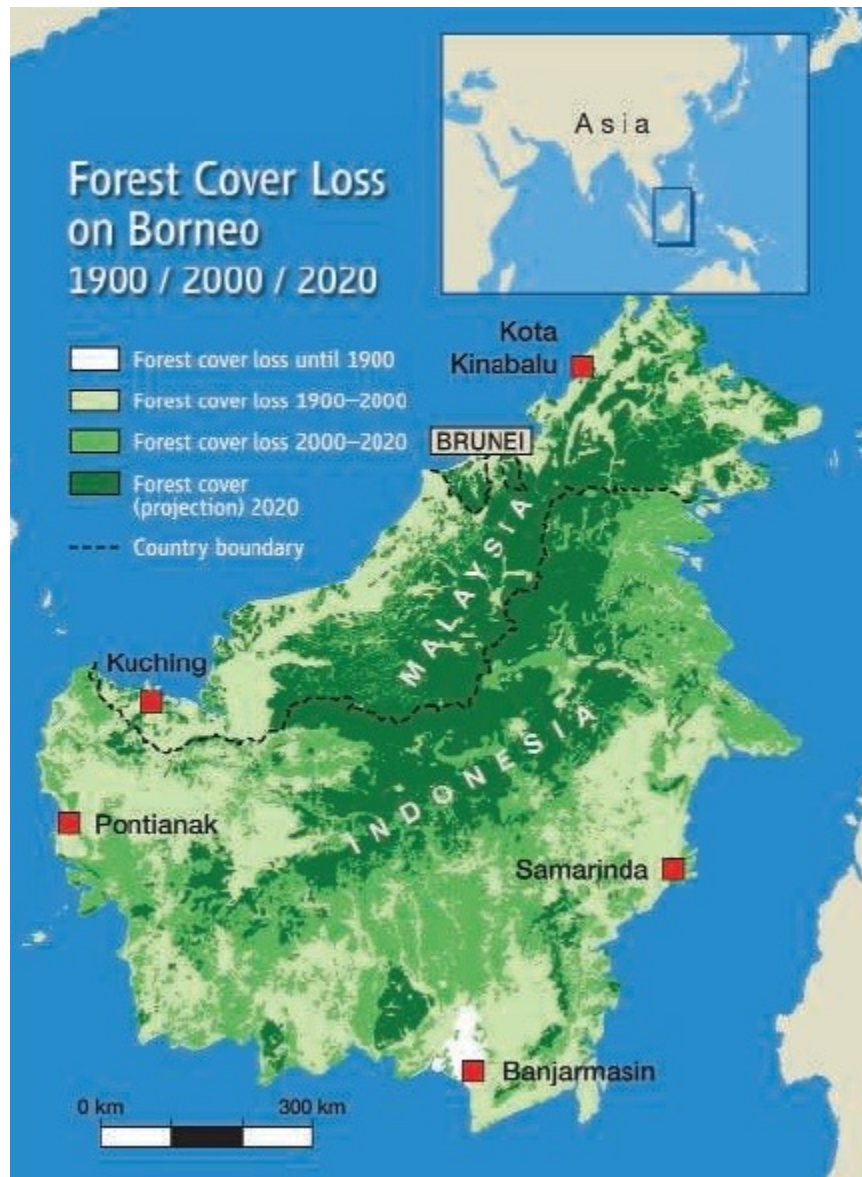 Asia
Forest Cover Loss
on Borneo
1900 / 2000 / 2020
Forest cover loss until 1900
Forest cover loss 1900–2000
Forest cover loss 2000–2020
Forest cover
(projection) 2020
Country boundary
Kota
Kinabalu
BRUNEI
MALAYSIA
Kuching
INDONESIA
Pontianak
Samarinda
Banjarmasin
0 km 300 km